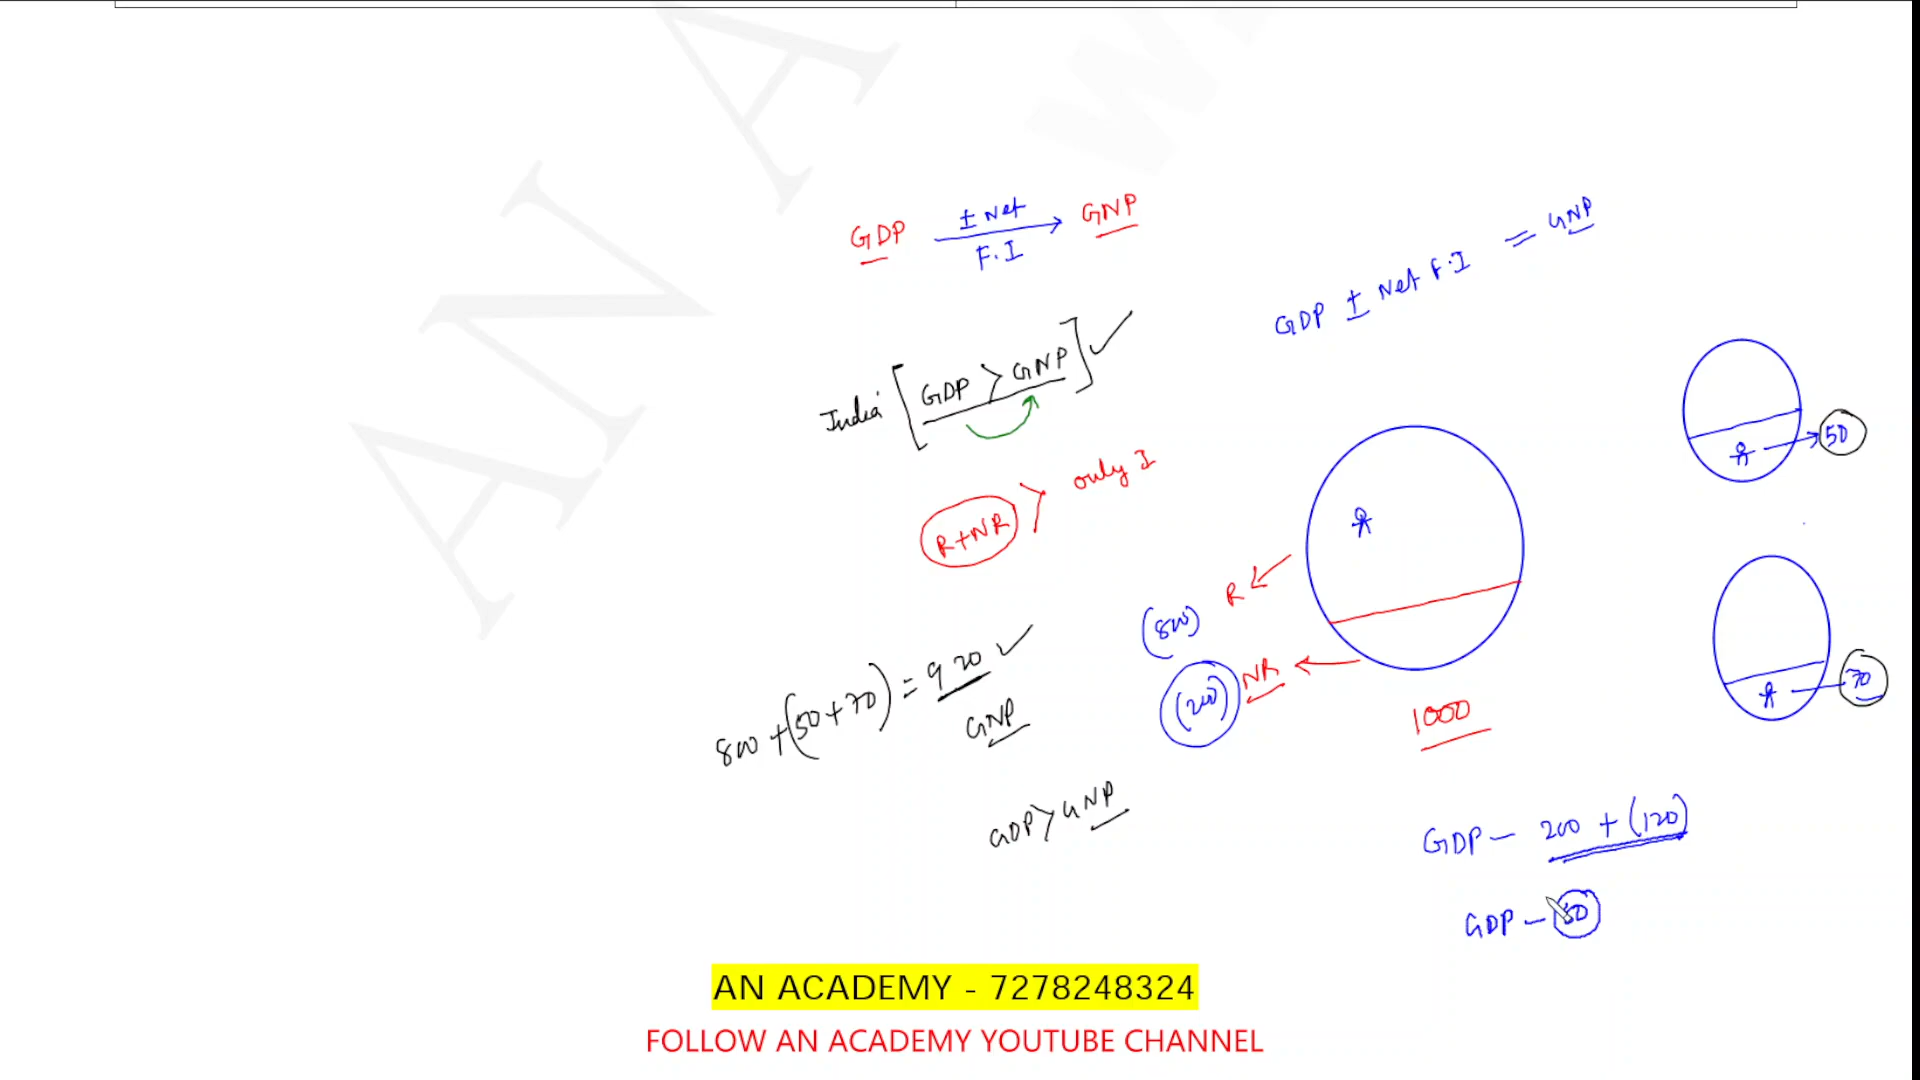 AN A
W
GDP ± Net F.I → GNP
GDP ± Net F.I = GNP
India [GDP > GNP] ✓
R+NR > only I
50
R
(800)
NR
(200)
1000
70
800 + (50+70) = 920 ✓
GNP
GDP > GNP
GDP - 200 + (120)
GDP -
AN ACADEMY - 7278248324
FOLLOW AN ACADEMY YOUTUBE CHANNEL